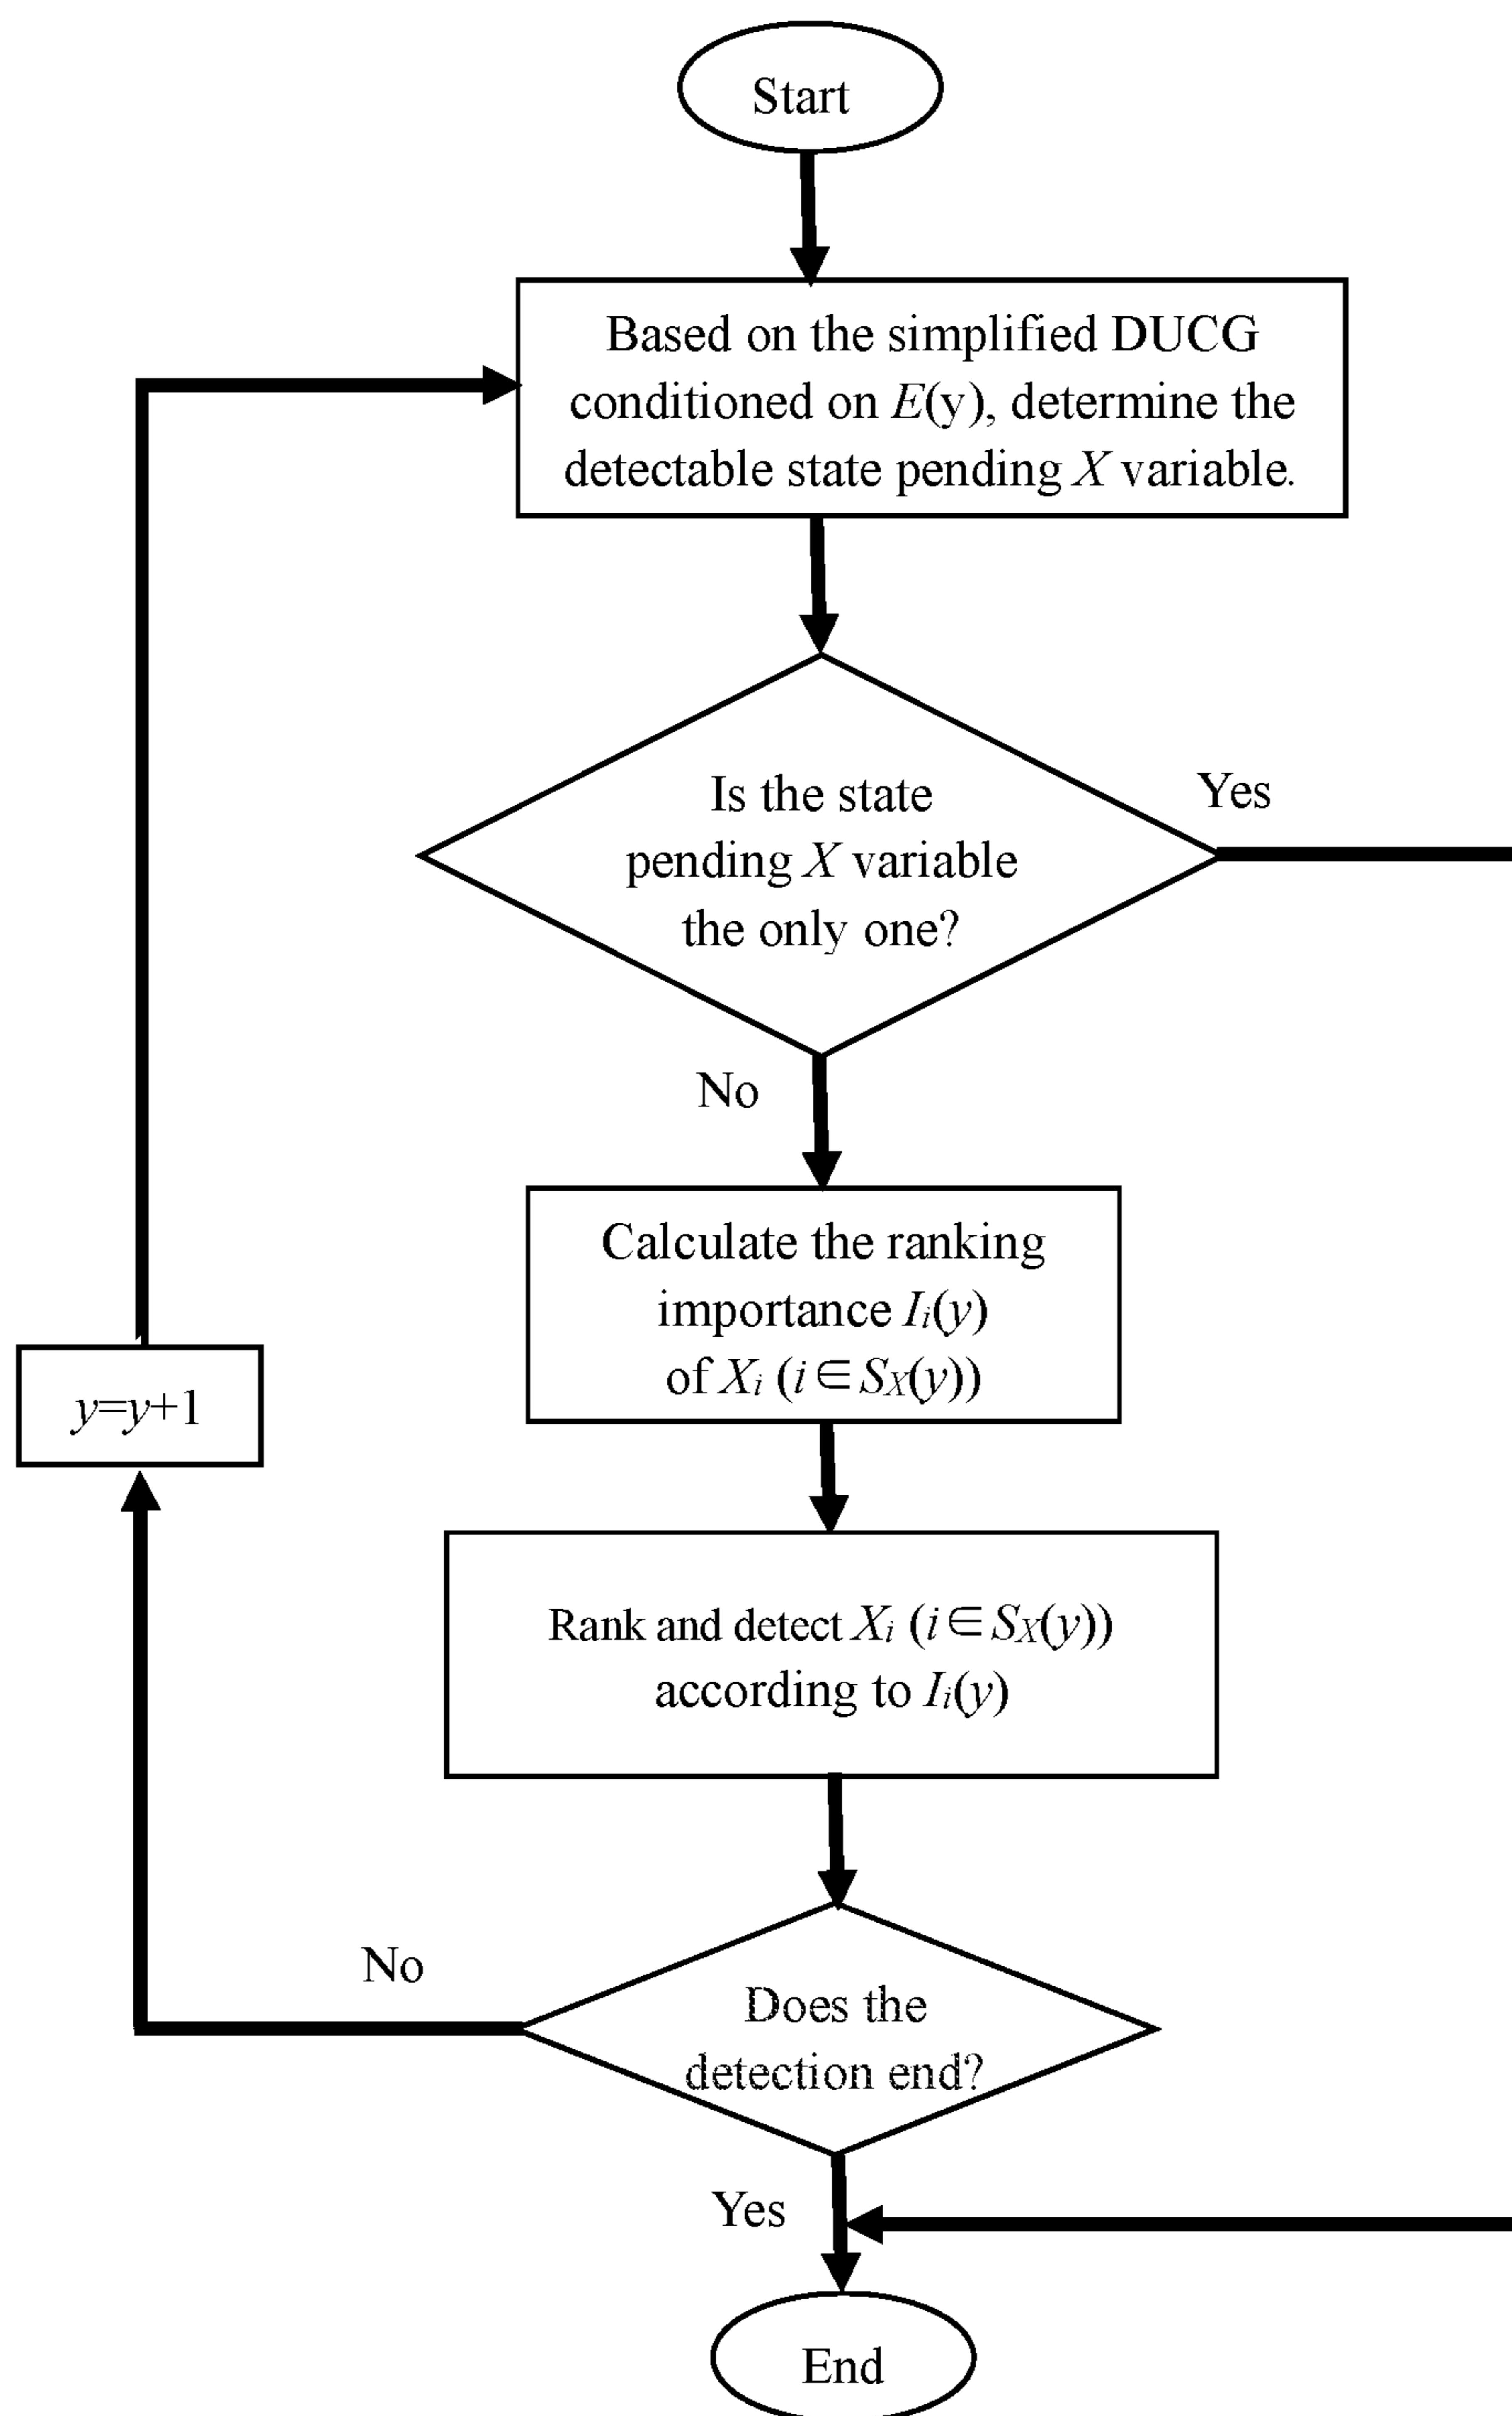 Start
Based on the simplified DUCG
conditioned on E(y), determine the
detectable state pending X variable.
Is the state
pending X variable
the only one?
Yes
No
Calculate the ranking
importance Ii(y)
of Xi (i∈SX(y))
y=y+1
Rank and detect Xi (i∈SX(y))
according to Ii(y)
No
Does the
detection end?
Yes
End